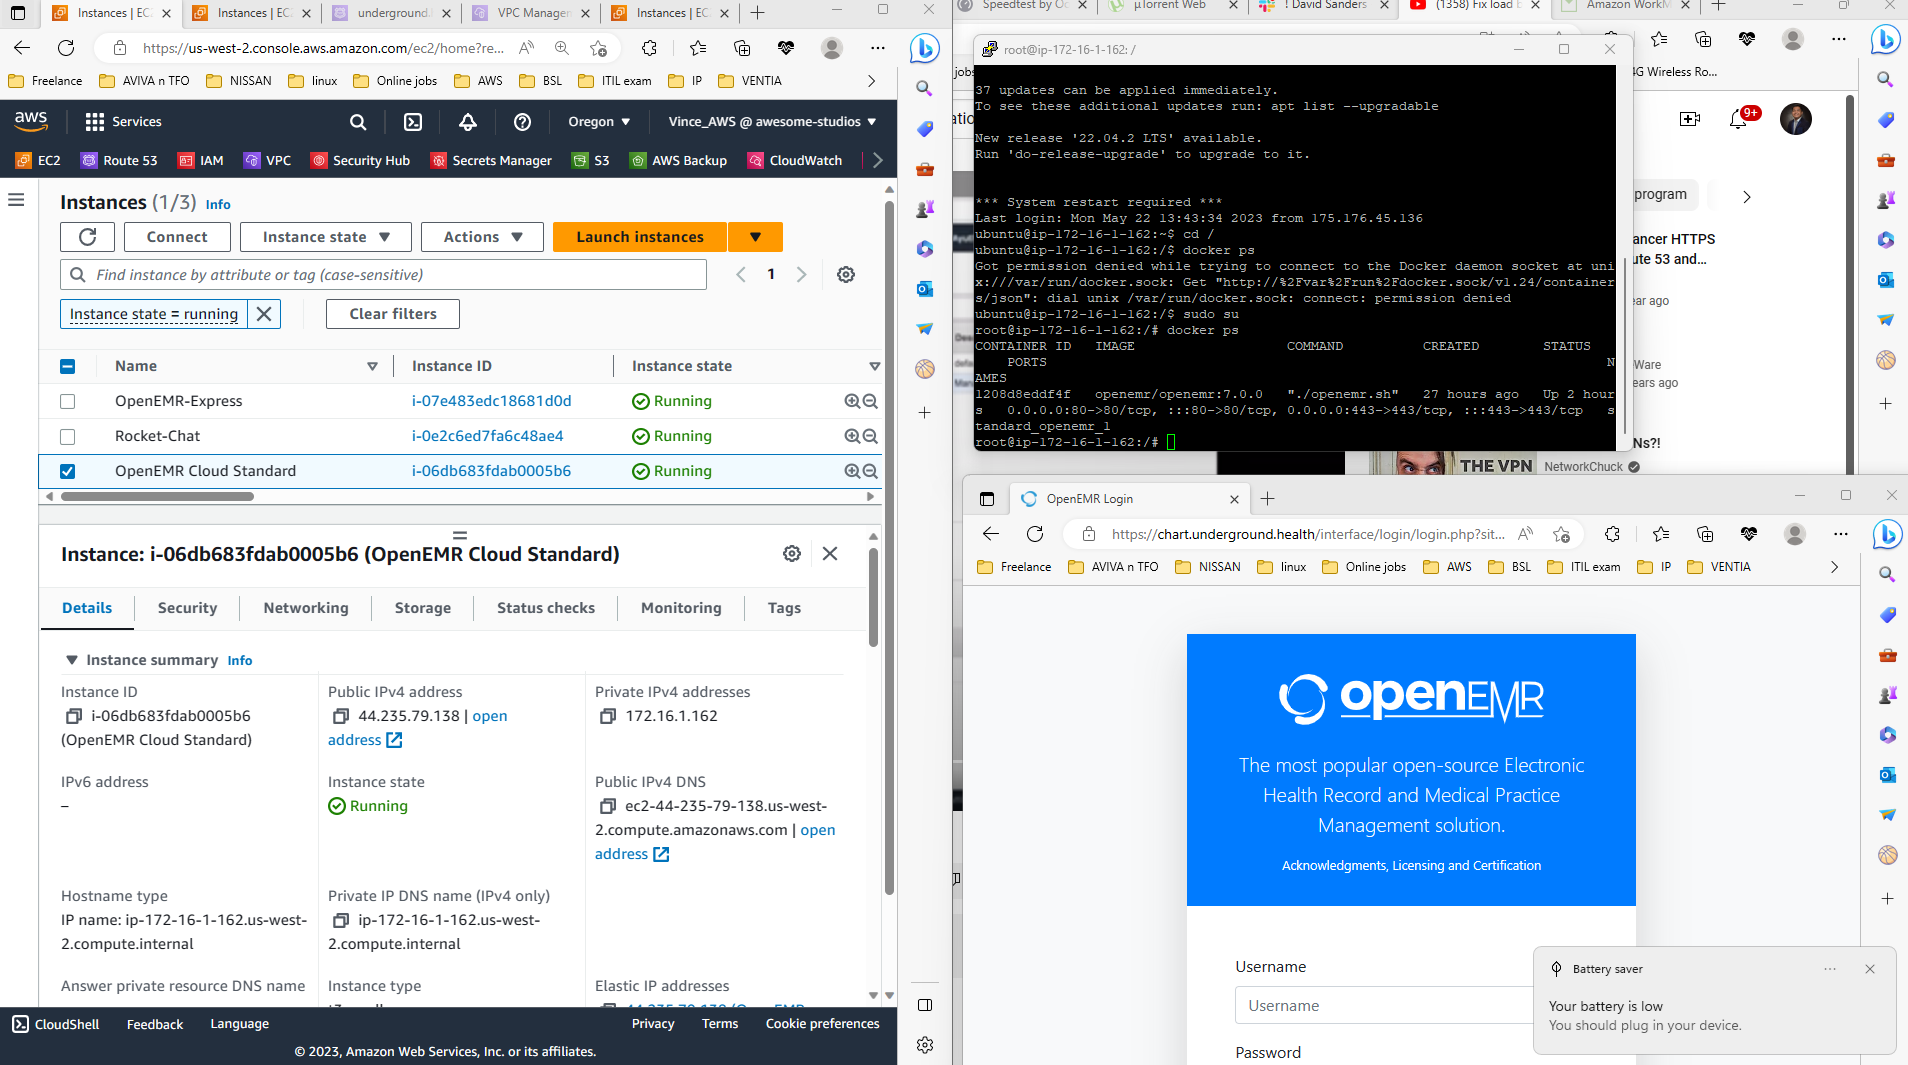 Instances | EC2
Instances | EC
underground.
VPC Manager
Instances | EC
https://us-west-2.console.aws.amazon.com/ec2/home?re...
Freelance
AVIVA n TFO
NISSAN
linux
Online jobs
AWS
BSL
ITIL exam
IP
VENTIA
aws
Services
Oregon ▼
Vince_AWS @ awesome-studios ▼
EC2
Route 53
IAM
VPC
Security Hub
Secrets Manager
S3
AWS Backup
CloudWatch
Instances (1/3) Info
Connect
Instance state
Actions
Launch instances
Find instance by attribute or tag (case-sensitive)
1
Instance state = running
Clear filters
Name
Instance ID
Instance state
OpenEMR-Express
i-07e483edc18681d0d
Running
Rocket-Chat
i-0e2c6ed7fa6c48ae4
Running
OpenEMR Cloud Standard
i-06db683fdab0005b6
Running
Instance: i-06db683fdab0005b6 (OpenEMR Cloud Standard)
Details
Security
Networking
Storage
Status checks
Monitoring
Tags
Instance summary Info
Instance ID
i-06db683fdab0005b6
(OpenEMR Cloud Standard)
Public IPv4 address
44.235.79.138 | open
address
Private IPv4 addresses
172.16.1.162
IPv6 address
–
Instance state
Running
Public IPv4 DNS
ec2-44-235-79-138.us-west-
2.compute.amazonaws.com | open
address
Hostname type
IP name: ip-172-16-1-162.us-west-
2.compute.internal
Private IP DNS name (IPv4 only)
ip-172-16-1-162.us-west-
2.compute.internal
Answer private resource DNS name
Instance type
Elastic IP addresses
CloudShell
Feedback
Language
Privacy
Terms
Cookie preferences
© 2023, Amazon Web Services, Inc. or its affiliates.
Speedtest by
µTorrent Web
! David Sanders
(1358) Fix load
Amazon WorkM
jobs
4G Wireless Ro...
9+
program
ancer HTTPS
ute 53 and...
ear ago
Ware
ears ago
Ns?!
THE VPN
NetworkChuck
root@ip-172-16-1-162: /
37 updates can be applied immediately.
To see these additional updates run: apt list --upgradable
New release '22.04.2 LTS' available.
Run 'do-release-upgrade' to upgrade to it.
*** System restart required ***
Last login: Mon May 22 13:43:34 2023 from 175.176.45.136
ubuntu@ip-172-16-1-162:~$ cd /
ubuntu@ip-172-16-1-162:/$ docker ps
Got permission denied while trying to connect to the Docker daemon socket at uni
x:///var/run/docker.sock: Get "http://%2Fvar%2Frun%2Fdocker.sock/v1.24/container
s/json": dial unix /var/run/docker.sock: connect: permission denied
ubuntu@ip-172-16-1-162:/$ sudo su
root@ip-172-16-1-162:/# docker ps
CONTAINER ID IMAGE COMMAND CREATED STATUS
PORTS N
AMES
1208d8eddf4f openemr/openemr:7.0.0 "./openemr.sh" 27 hours ago Up 2 hour
s 0.0.0.0:80->80/tcp, :::80->80/tcp, 0.0.0.0:443->443/tcp, :::443->443/tcp s
tandard_openemr_1
root@ip-172-16-1-162:/#
OpenEMR Login
https://chart.underground.health/interface/login/login.php?sit...
Freelance
AVIVA n TFO
NISSAN
linux
Online jobs
AWS
BSL
ITIL exam
IP
VENTIA
openEMR
The most popular open-source Electronic
Health Record and Medical Practice
Management solution.
Acknowledgments, Licensing and Certification
Username
Username
Password
Battery saver
Your battery is low
You should plug in your device.